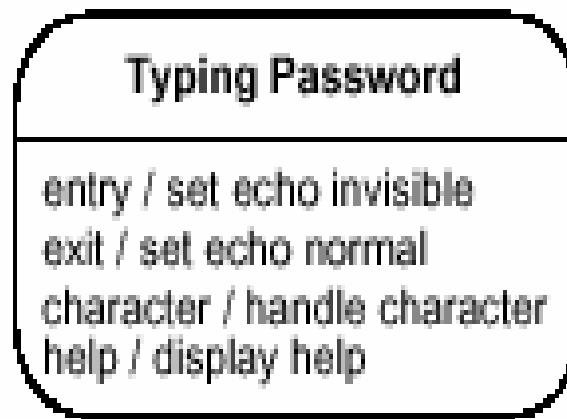 Typing Password
entry / set echo invisible
exit / set echo normal
character / handle character
help / display help